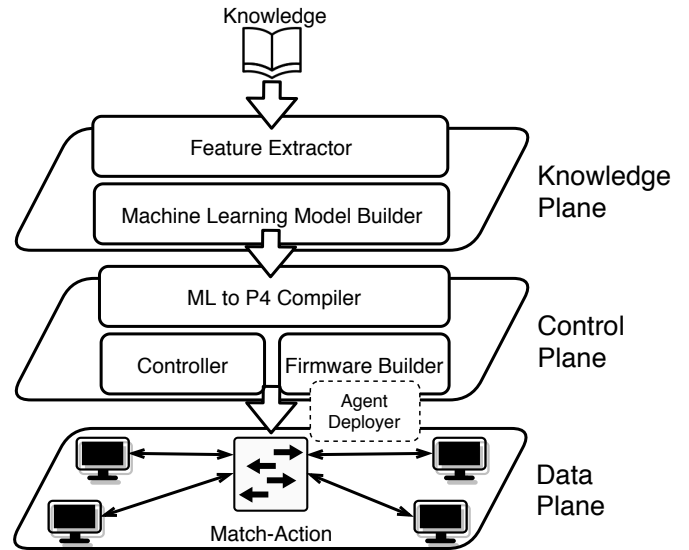 Knowledge
Feature Extractor
Machine Learning Model Builder
Knowledge
Plane
ML to P4 Compiler
Controller
Firmware Builder
Control
Plane
Agent
Deployer
Match-Action
Data
Plane